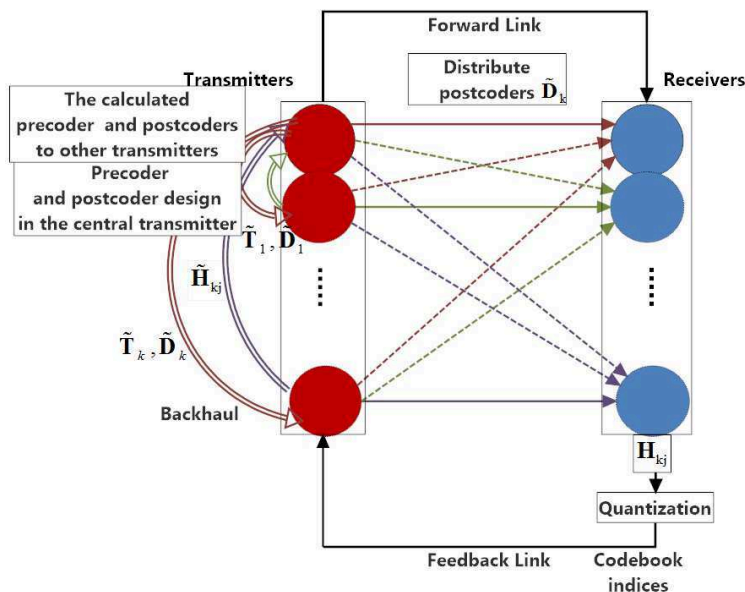 Forward Link
Transmitters
Distribute
postcoders D̃ₖ
Receivers
The calculated
precoder and postcoders
to other transmitters
Precoder
and postcoder design
in the central transmitter
T̃₁ , D̃₁
H̃ₖⱼ
T̃ₖ , D̃ₖ
Backhaul
Hₖⱼ
Quantization
Feedback Link
Codebook
indices